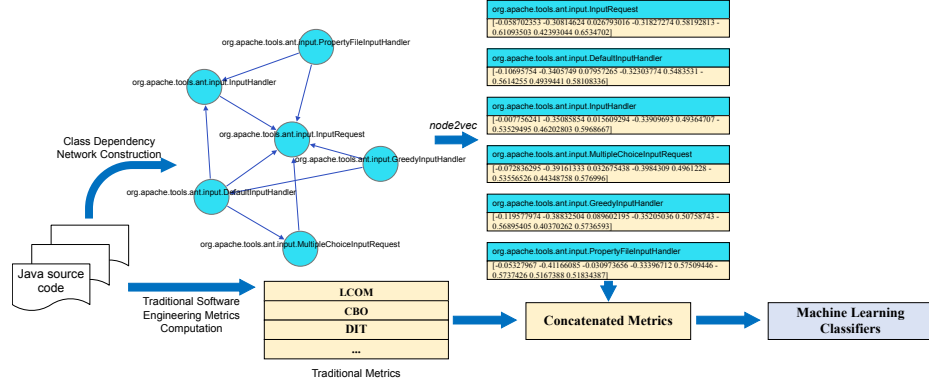 org.apache.tools.ant.input.PropertyFileInputHandler
org.apache.tools.ant.input.InputHandler
org.apache.tools.ant.input.InputRequest
org.apache.tools.ant.input.GreedyInputHandler
org.apache.tools.ant.input.DefaultInputHandler
org.apache.tools.ant.input.MultipleChoiceInputRequest
Class Dependency
Network Construction
node2vec
org.apache.tools.ant.input.InputRequest
[-0.058702353 -0.30814624 0.026793016 -0.31827274 0.58192813 -
0.61093503 0.42393044 0.6534702]
org.apache.tools.ant.input.DefaultInputHandler
[-0.10695754 -0.3405749 0.07957265 -0.32303774 0.5483531 -
0.5614255 0.4939441 0.58108336]
org.apache.tools.ant.input.InputHandler
[-0.007756241 -0.35085854 0.015609294 -0.33909693 0.49364707 -
0.53529495 0.46202803 0.5968667]
org.apache.tools.ant.input.MultipleChoiceInputRequest
[-0.072836295 -0.39161333 0.032675438 -0.3984309 0.4961228 -
0.53556526 0.44348758 0.576996]
org.apache.tools.ant.input.GreedyInputHandler
[-0.119577974 -0.38832504 0.089602195 -0.35205036 0.50758743 -
0.56895405 0.40370262 0.5736593]
org.apache.tools.ant.input.PropertyFileInputHandler
[-0.05327967 -0.41166085 -0.030973656 -0.33396712 0.57509446 -
0.5737426 0.5167388 0.51834387]
Java source
code
Traditional Software
Engineering Metrics
Computation
LCOM
CBO
DIT
...
Traditional Metrics
Concatenated Metrics
Machine Learning
Classifiers